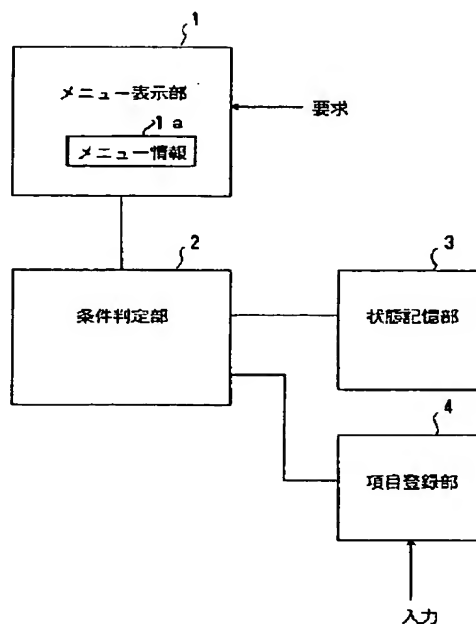 1
メニュー表示部
1a
メニュー情報
要求
2
条件判定部
3
状態記憶部
4
項目登録部
入力